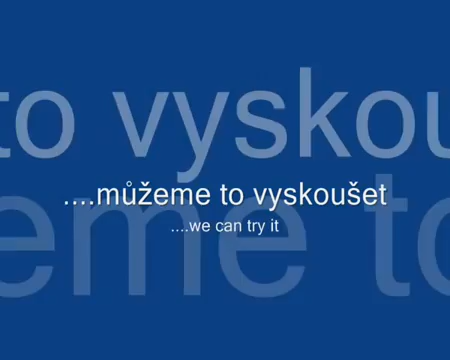 to vyskou
....můžeme to vyskoušet
....we can try it
eme to